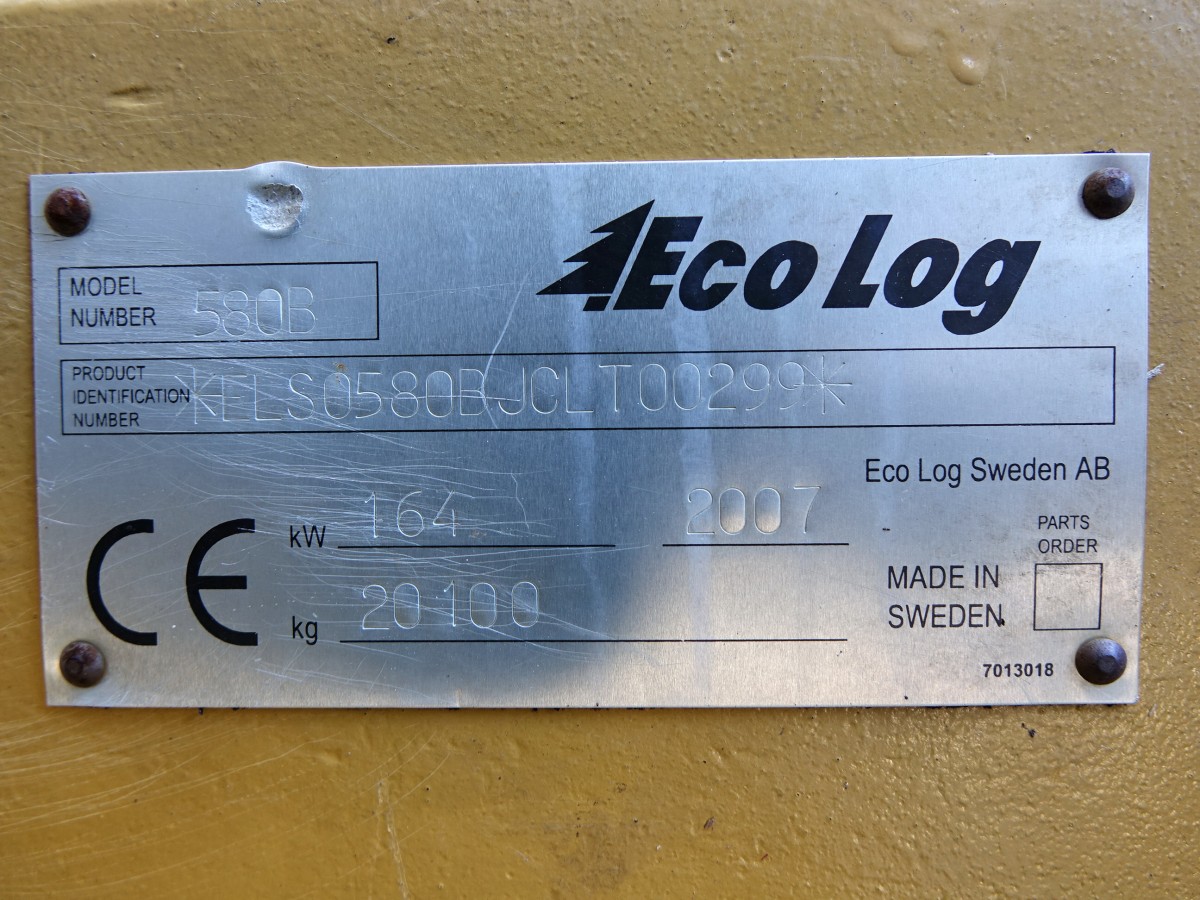 Eco Log
MODEL
NUMBER 580B
PRODUCT
IDENTIFICATION
NUMBER *FLS0580BJCLT00299*
Eco Log Sweden AB
kW 164 2007
PARTS
ORDER
CE
kg 20100
MADE IN
SWEDEN
7013018